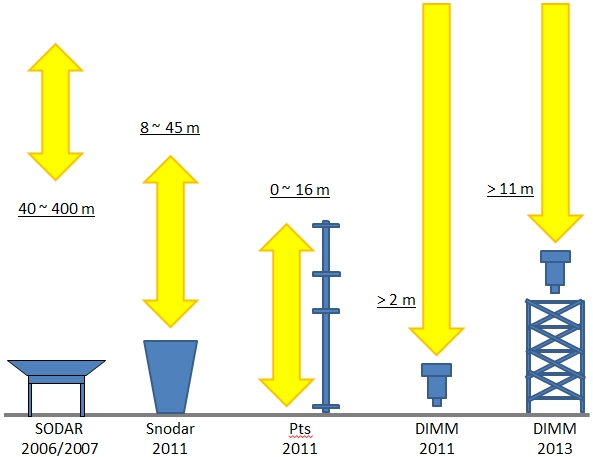 8 ~ 45 m
40 ~ 400 m
0 ~ 16 m
> 11 m
> 2 m
SODAR
2006/2007
Snodar
2011
Pts
2011
DIMM
2011
DIMM
2013